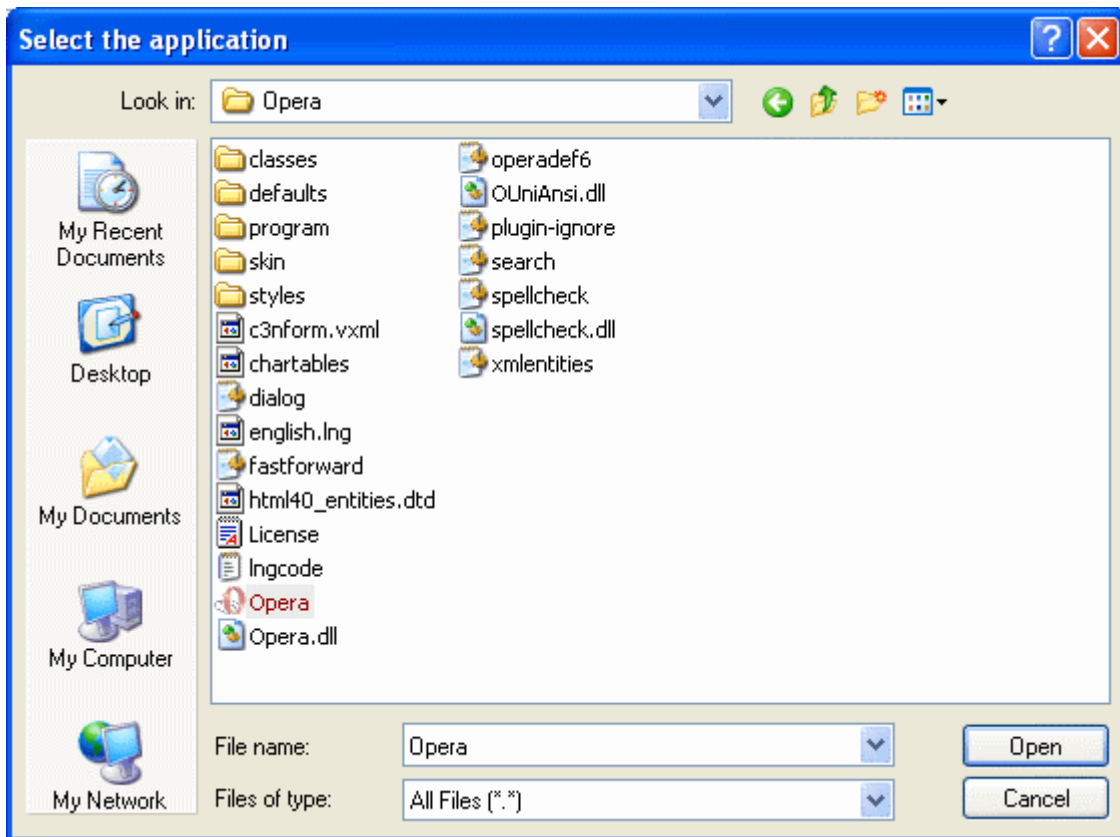 Select the application
Look in: Opera
My Recent
Documents
Desktop
My Documents
My Computer
My Network
classes
defaults
program
skin
styles
c3nform.vxml
chartables
dialog
english.lng
fastforward
html40_entities.dtd
License
lngcode
Opera
Opera.dll
operadef6
OUniAnsi.dll
plugin-ignore
search
spellcheck
spellcheck.dll
xmlentities
File name: Opera Open
Files of type: All Files (*.*) Cancel